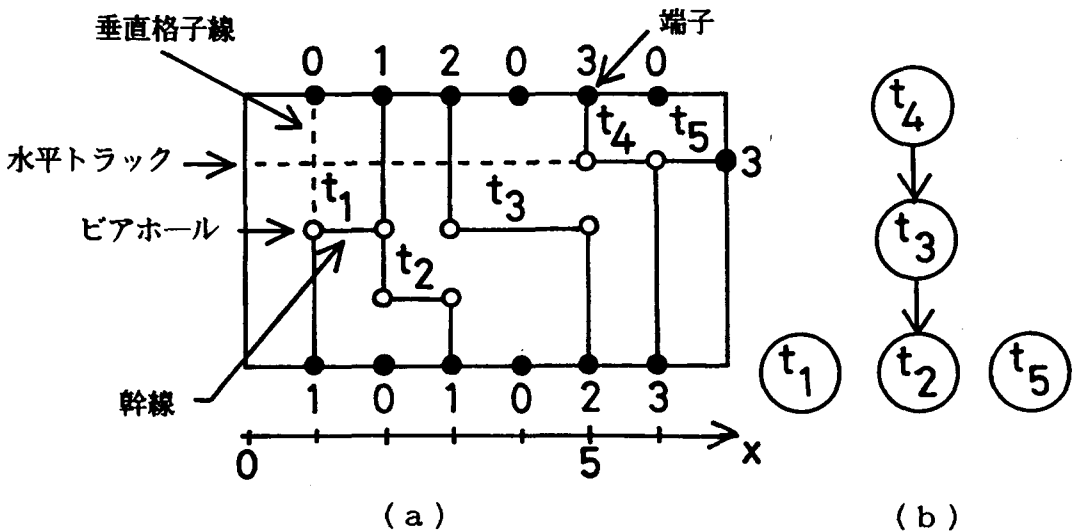 垂直格子線
端子
0 1 2 0 3 0
t4 t5
水平トラック
3
t1
t3
ビアホール
t2
幹線
1 0 1 0 2 3
0 5 x
(a)
t4
t3
t1 t2 t5
(b)